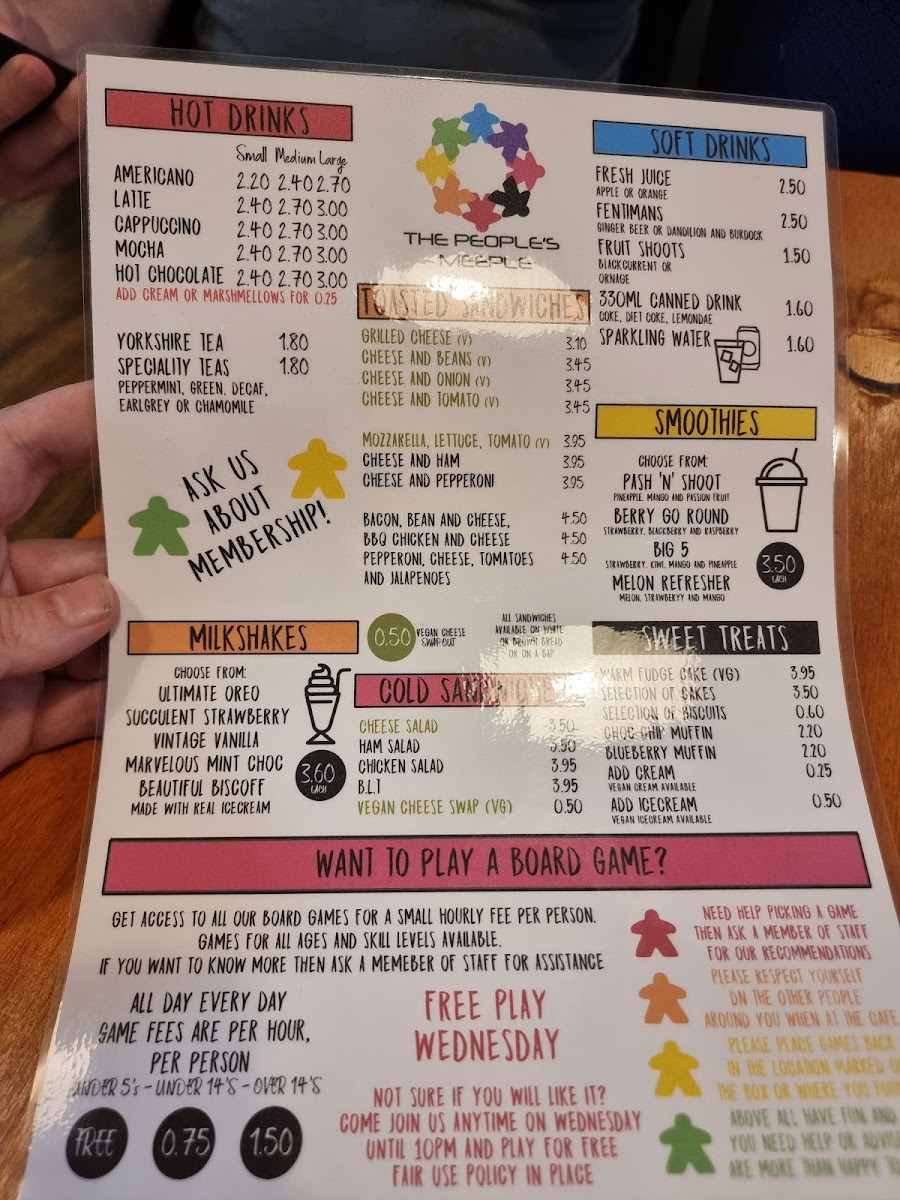 HOT DRINKS
Small Medium Large
AMERICANO 2.20 2.40 2.70
LATTE 2.40 2.70 3.00
CAPPUCCINO 2.40 2.70 3.00
MOCHA 2.40 2.70 3.00
HOT CHOCOLATE 2.40 2.70 3.00
ADD CREAM OR MARSHMELLOWS FOR 0.25
YORKSHIRE TEA 1.80
SPECIALITY TEAS 1.80
PEPPERMINT, GREEN, DECAF,
EARLGREY OR CHAMOMILE
ASK US
ABOUT
MEMBERSHIP!
MILKSHAKES
CHOOSE FROM:
ULTIMATE OREO
SUCCULENT STRAWBERRY
VINTAGE VANILLA
MARVELOUS MINT CHOC
BEAUTIFUL BISCOFF
MADE WITH REAL ICECREAM
3.60
EACH
THE PEOPLE'S
MEEPLE
TOASTED SANDWICHES
GRILLED CHEESE (V) 3.10
CHEESE AND BEANS (V) 3.45
CHEESE AND ONION (V) 3.45
CHEESE AND TOMATO (V) 3.45
MOZZARELLA, LETTUCE, TOMATO (V) 3.95
CHEESE AND HAM 3.95
CHEESE AND PEPPERONI 3.95
BACON, BEAN AND CHEESE, 4.50
BBQ CHICKEN AND CHEESE 4.50
PEPPERONI, CHEESE, TOMATOES 4.50
AND JALAPENOES
0.50 VEGAN CHEESE
SWAP OUT
ALL SANDWICHES
AVAILABLE ON WHITE
OR BROWN BREAD
OR ON A BAP
COLD SANDWICHES
CHEESE SALAD 3.50
HAM SALAD 3.50
CHICKEN SALAD 3.95
B.L.T 3.95
VEGAN CHEESE SWAP (VG) 0.50
SOFT DRINKS
FRESH JUICE 2.50
APPLE OR ORANGE
FENTIMANS 2.50
GINGER BEER OR DANDILION AND BURDOCK
FRUIT SHOOTS 1.50
BLACKCURRENT OR
ORNAGE
330ML CANNED DRINK 1.60
COKE, DIET COKE, LEMONDAE
SPARKLING WATER 1.60
SMOOTHIES
CHOOSE FROM:
PASH 'N' SHOOT
PINEAPPLE, MANGO AND PASSION FRUIT
BERRY GO ROUND
STRAWBERRY, BLACKBERRY AND RASPBERRY
BIG 5
STRAWBERRY, KIWI, MANGO AND PINEAPPLE
MELON REFRESHER
MELON, STRAWBERYY AND MANGO
3.50
EACH
SWEET TREATS
WARM FUDGE CAKE (VG) 3.95
SELECTION OF CAKES 3.50
SELECTION OF BISCUITS 0.60
CHOC CHIP MUFFIN 2.20
BLUEBERRY MUFFIN 2.20
ADD CREAM 0.25
VEGAN CREAM AVAILABLE
ADD ICECREAM 0.50
VEGAN ICECREAM AVAILABLE
WANT TO PLAY A BOARD GAME?
GET ACCESS TO ALL OUR BOARD GAMES FOR A SMALL HOURLY FEE PER PERSON.
GAMES FOR ALL AGES AND SKILL LEVELS AVAILABLE.
IF YOU WANT TO KNOW MORE THEN ASK A MEMEBER OF STAFF FOR ASSISTANCE
ALL DAY EVERY DAY
GAME FEES ARE PER HOUR,
PER PERSON
UNDER 5's - UNDER 14'S - OVER 14'S
FREE 0.75 1.50
FREE PLAY
WEDNESDAY
NOT SURE IF YOU WILL LIKE IT?
COME JOIN US ANYTIME ON WEDNESDAY
UNTIL 10PM AND PLAY FOR FREE
FAIR USE POLICY IN PLACE
NEED HELP PICKING A GAME
THEN ASK A MEMBER OF STAFF
FOR OUR RECOMMENDATIONS
PLEASE RESPECT YOURSELF
DN THE OTHER PEOPLE
AROUND YOU WHEN AT THE CAFE
PLEASE PLACE GAMES BACK
IN THE LOCATION MARKED
THE BOX OR WHERE YOU
ABOVE ALL HAVE FUN AND
YOU NEED HELP OR
ARE MORE THAN HAPPY